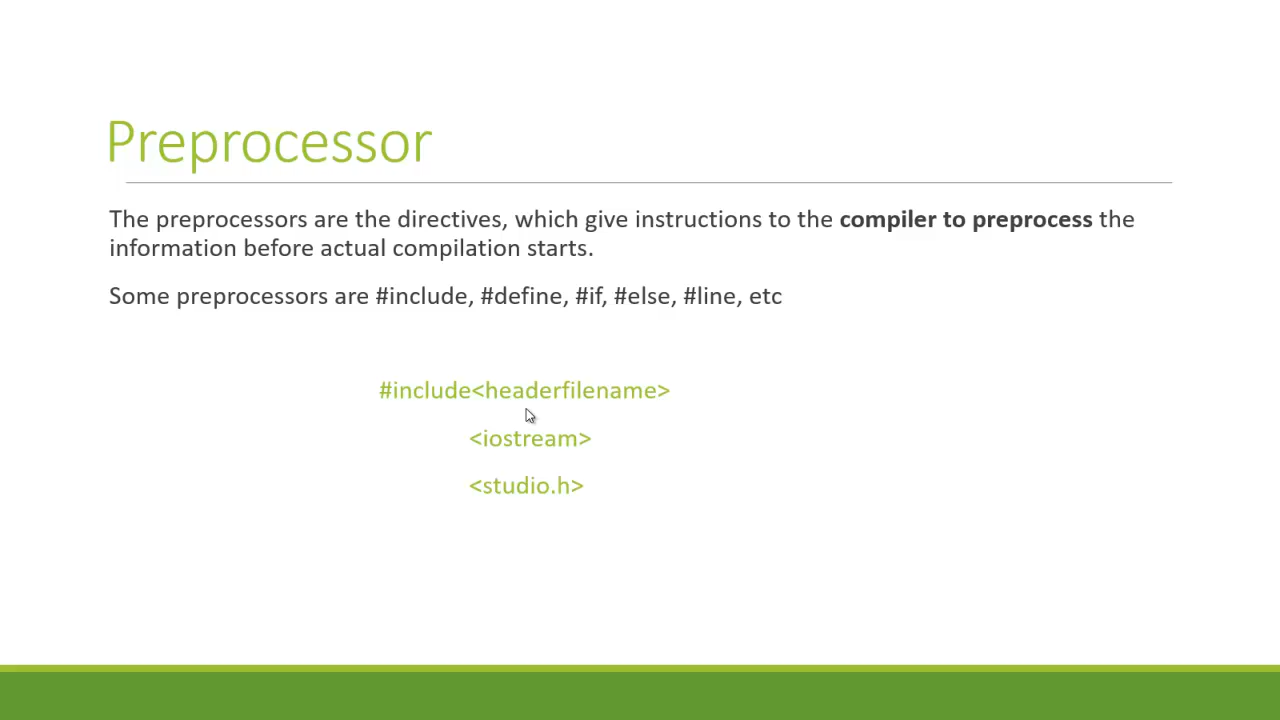 Preprocessor
The preprocessors are the directives, which give instructions to the compiler to preprocess the
information before actual compilation starts.
Some preprocessors are #include, #define, #if, #else, #line, etc
#include<headerfilename>
<iostream>
<studio.h>